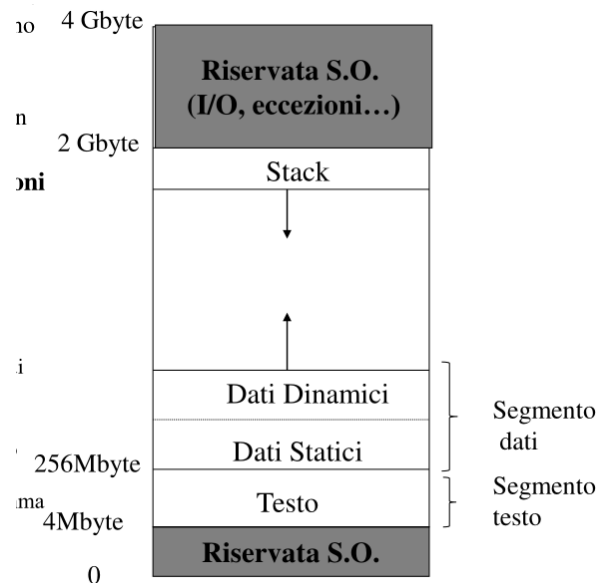 4 Gbyte
Riservata S.O.
(I/O, eccezioni…)
2 Gbyte
Stack
Dati Dinamici
Segmento
dati
Dati Statici
256Mbyte
Segmento
testo
Testo
4Mbyte
Riservata S.O.
0